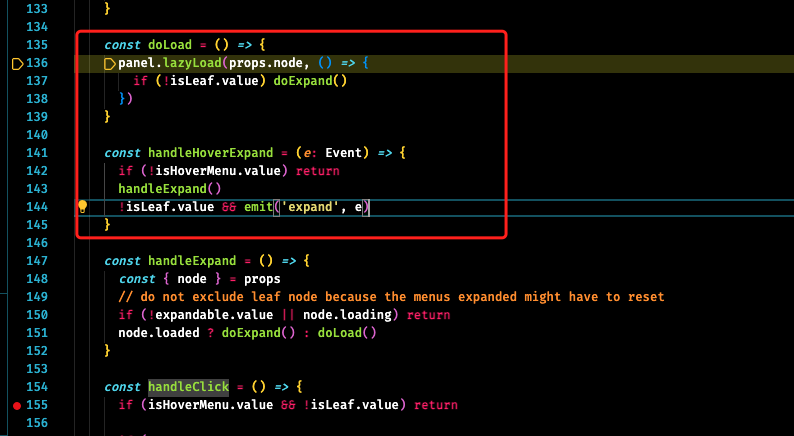 133 }
134
135 const doLoad = () => {
136 panel.lazyLoad(props.node, () => {
137 if (!isLeaf.value) doExpand()
138 })
139 }
140
141 const handleHoverExpand = (e: Event) => {
142 if (!isHoverMenu.value) return
143 handleExpand()
144 !isLeaf.value && emit('expand', e)
145 }
146
147 const handleExpand = () => {
148 const { node } = props
149 // do not exclude leaf node because the menus expanded might have to reset
150 if (!expandable.value || node.loading) return
151 node.loaded ? doExpand() : doLoad()
152 }
153
154 const handleClick = () => {
155 if (isHoverMenu.value && !isLeaf.value) return
156